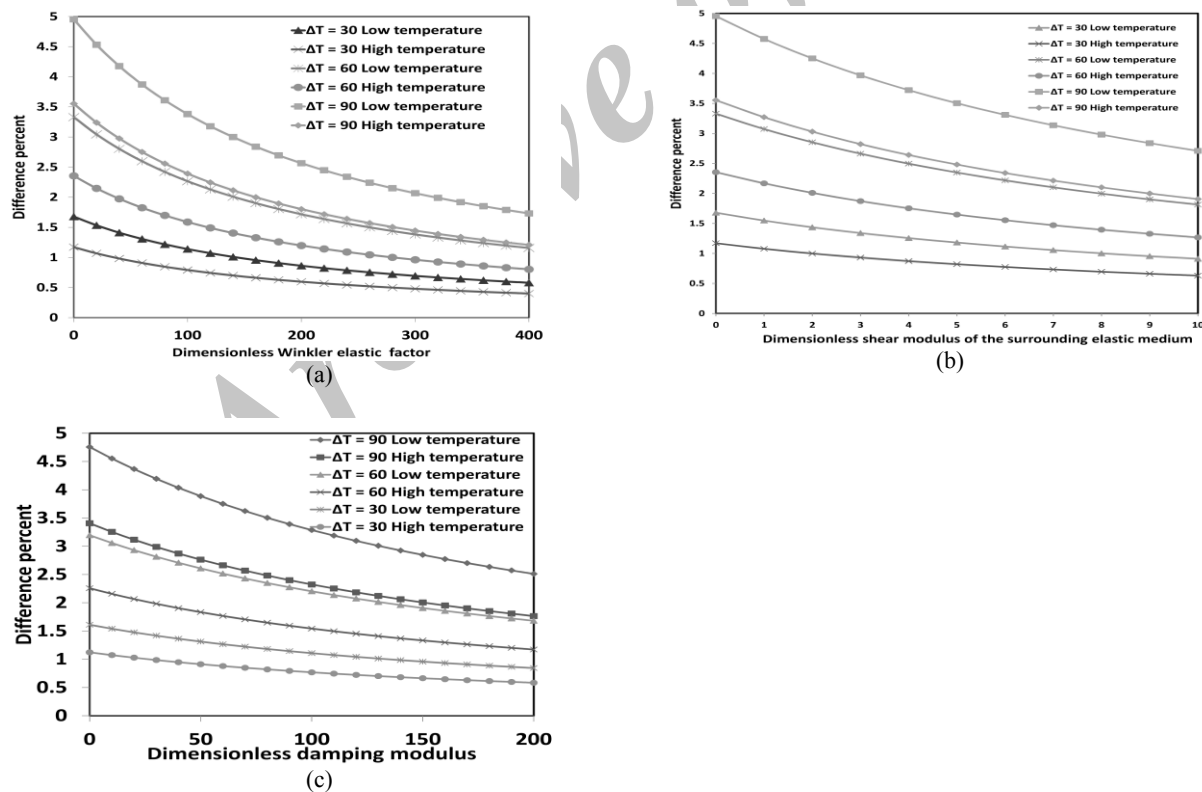 5
4.5
4
3.5
3
2.5
2
1.5
1
0.5
0
Difference percent
ΔT = 30 Low temperature
ΔT = 30 High temperature
ΔT = 60 Low temperature
ΔT = 60 High temperature
ΔT = 90 Low temperature
ΔT = 90 High temperature
0 100 200 300 400
Dimensionless Winkler elastic factor
(a)
5
4.5
4
3.5
3
2.5
2
1.5
1
0.5
0
Difference percent
ΔT = 30 Low temperature
ΔT = 30 High temperature
ΔT = 60 Low temperature
ΔT = 60 High temperature
ΔT = 90 Low temperature
ΔT = 90 High temperature
0 1 2 3 4 5 6 7 8 9 10
Dimensionless shear modulus of the surrounding elastic medium
(b)
5
4.5
4
3.5
3
2.5
2
1.5
1
0.5
0
Difference percent
ΔT = 90 Low temperature
ΔT = 90 High temperature
ΔT = 60 Low temperature
ΔT = 60 High temperature
ΔT = 30 Low temperature
ΔT = 30 High temperature
0 50 100 150 200
Dimensionless damping modulus
(c)